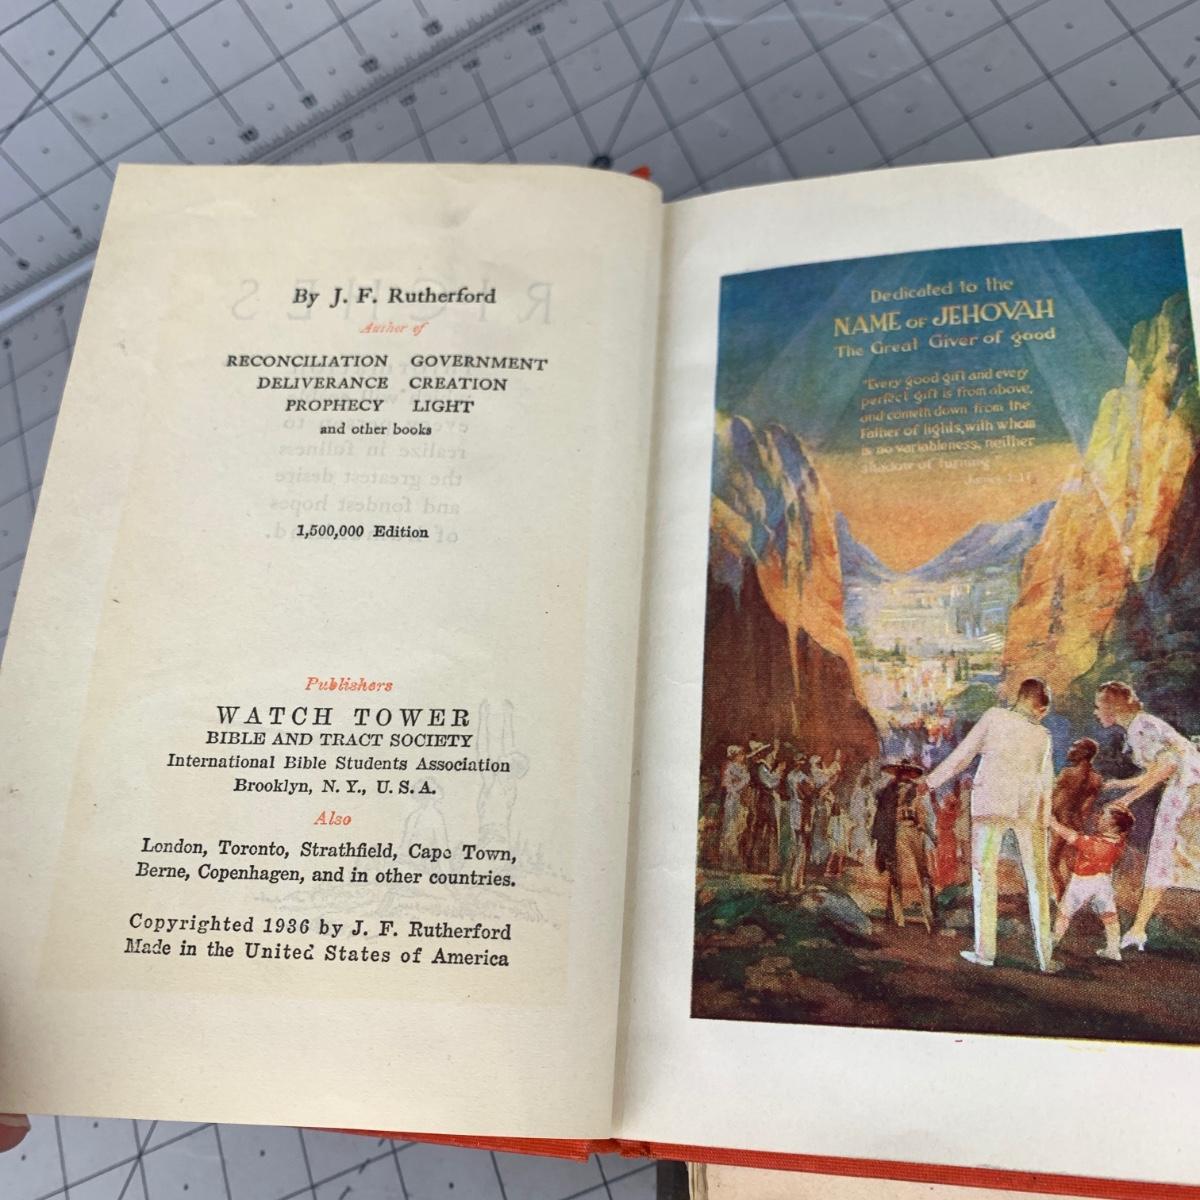 By J. F. Rutherford
Author of
RECONCILIATION GOVERNMENT
DELIVERANCE CREATION
PROPHECY LIGHT
and other books
1,500,000 Edition
Publishers
WATCH TOWER
BIBLE AND TRACT SOCIETY
International Bible Students Association
Brooklyn, N. Y., U. S. A.
Also
London, Toronto, Strathfield, Cape Town,
Berne, Copenhagen, and in other countries.
Copyrighted 1936 by J. F. Rutherford
Made in the United States of America
Dedicated to the
NAME OF JEHOVAH
The Great Giver of good
"Every good gift and every
perfect gift is from above,
and cometh down from the
Father of lights, with whom
is no variableness, neither
shadow of turning"
James 1:17
RICHES